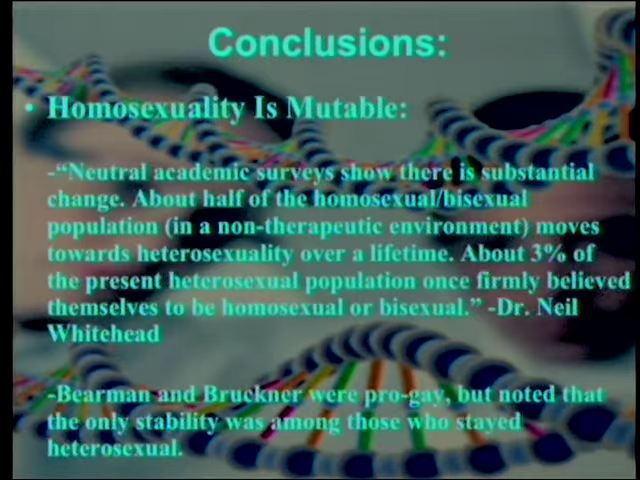 Conclusions:
• Homosexuality Is Mutable:
-“Neutral academic surveys show there is substantial
change. About half of the homosexual/bisexual
population (in a non-therapeutic environment) moves
towards heterosexuality over a lifetime. About 3% of
the present heterosexual population once firmly believed
themselves to be homosexual or bisexual.” -Dr. Neil
Whitehead
-Bearman and Bruckner were pro-gay, but noted that
the only stability was among those who stayed
heterosexual.